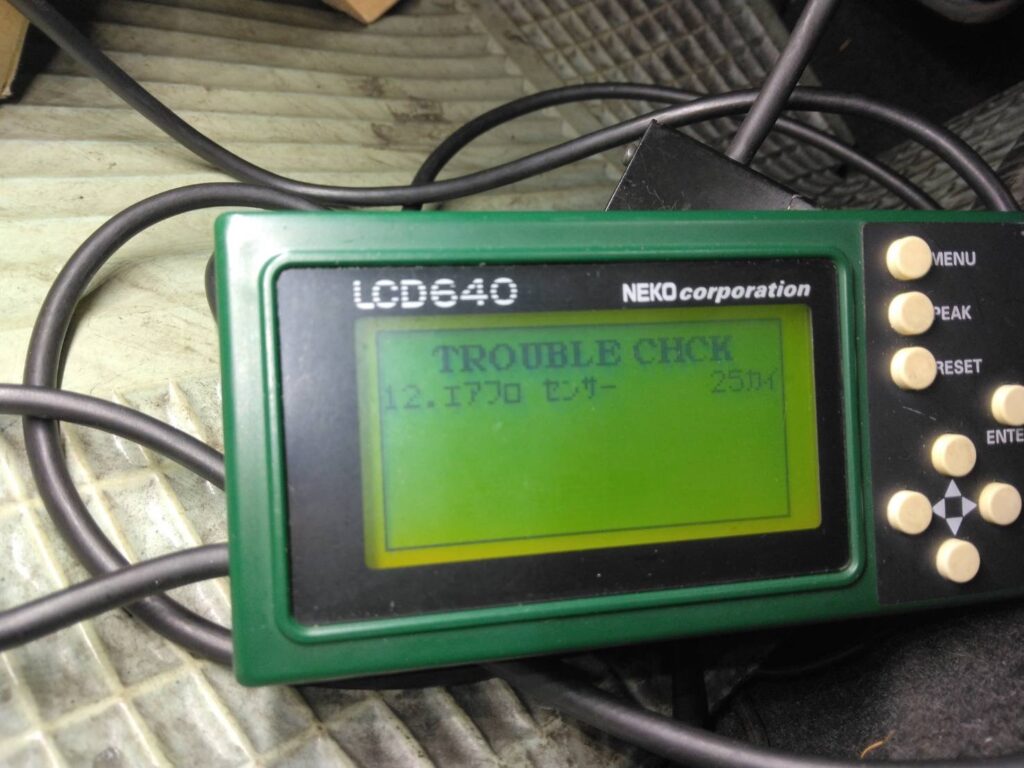 LCD640 NEKO corporation
TROUBLE CHCK
12.エアフロ センサー 25カイ
MENU
PEAK
RESET
ENTE